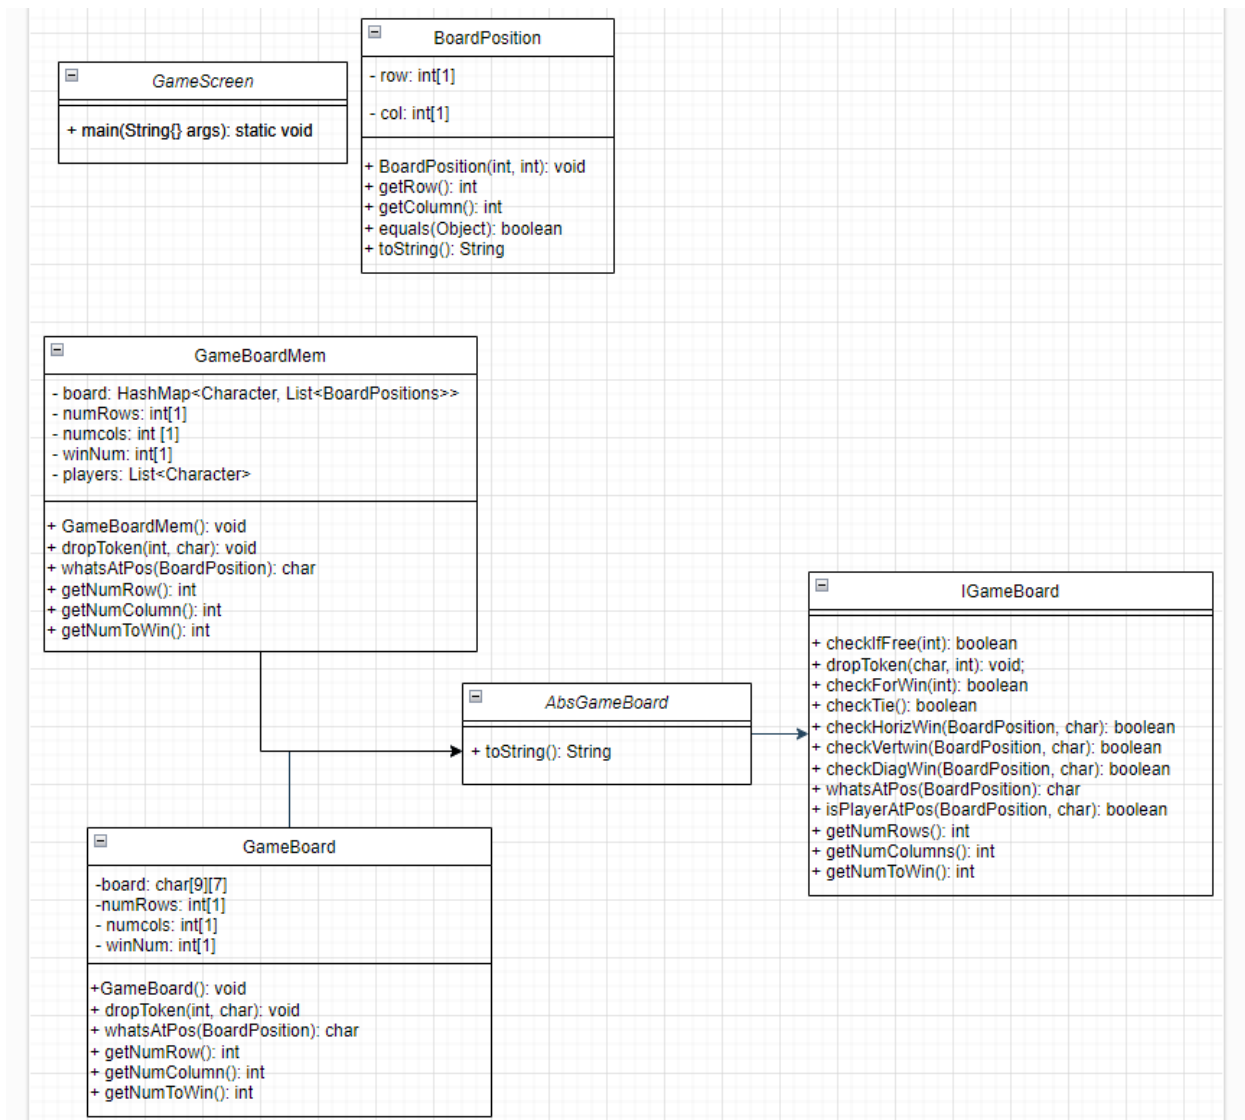 BoardPosition
- row: int[1]
- col: int[1]
+ BoardPosition(int, int): void
+ getRow(): int
+ getColumn(): int
+ equals(Object): boolean
+ toString(): String
GameScreen
+ main(String{} args): static void
GameBoardMem
- board: HashMap<Character, List<BoardPositions>>
- numRows: int[1]
- numcols: int [1]
- winNum: int[1]
- players: List<Character>
+ GameBoardMem(): void
+ dropToken(int, char): void
+ whatsAtPos(BoardPosition): char
+ getNumRow(): int
+ getNumColumn(): int
+ getNumToWin(): int
IGameBoard
+ checkIfFree(int): boolean
+ dropToken(char, int): void;
+ checkForWin(int): boolean
+ checkTie(): boolean
+ checkHorizWin(BoardPosition, char): boolean
+ checkVertwin(BoardPosition, char): boolean
+ checkDiagWin(BoardPosition, char): boolean
+ whatsAtPos(BoardPosition): char
+ isPlayerAtPos(BoardPosition, char): boolean
+ getNumRows(): int
+ getNumColumns(): int
+ getNumToWin(): int
AbsGameBoard
+ toString(): String
GameBoard
-board: char[9][7]
-numRows: int[1]
- numcols: int[1]
- winNum: int[1]
+GameBoard(): void
+ dropToken(int, char): void
+ whatsAtPos(BoardPosition): char
+ getNumRow(): int
+ getNumColumn(): int
+ getNumToWin(): int